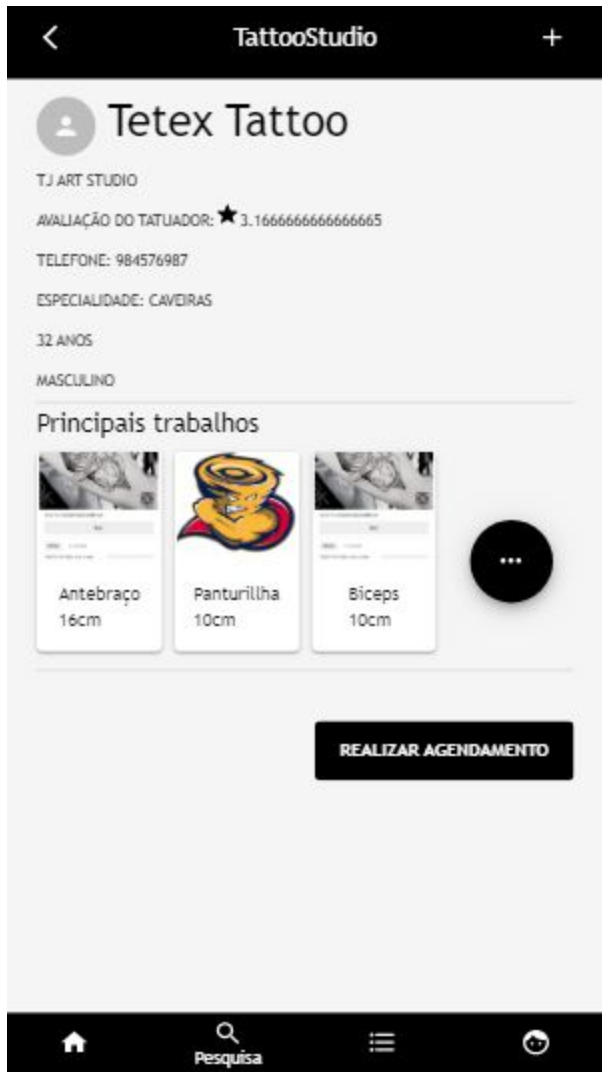 TattooStudio
Tetex Tattoo
TJ ART STUDIO
AVALIAÇÃO DO TATUADOR: ★ 3.1666666666666665
TELEFONE: 984576987
ESPECIALIDADE: CAVEIRAS
32 ANOS
MASCULINO
Principais trabalhos
Antebraço
16cm
Panturillha
10cm
Biceps
10cm
REALIZAR AGENDAMENTO
Pesquisa